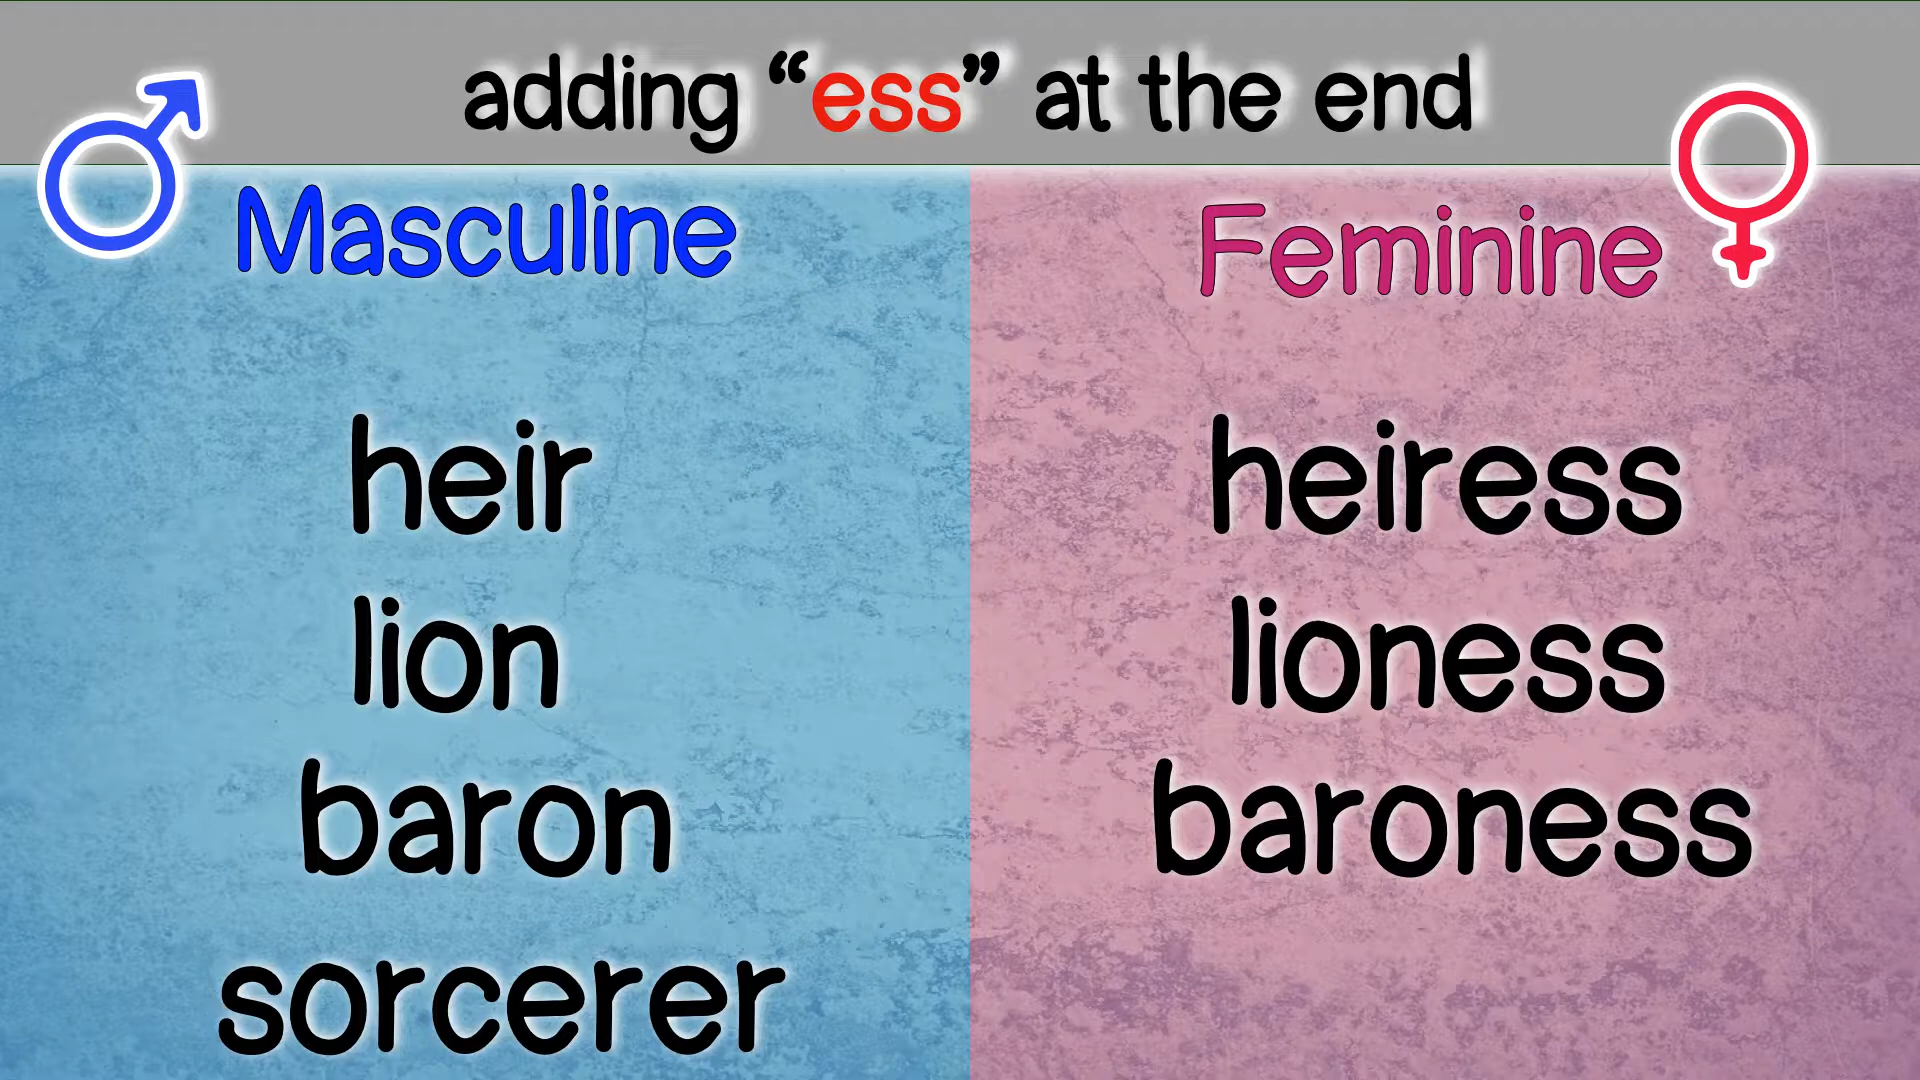 adding “ess” at the end
Masculine
Feminine
heir
heiress
lion
lioness
baron
baroness
sorcerer